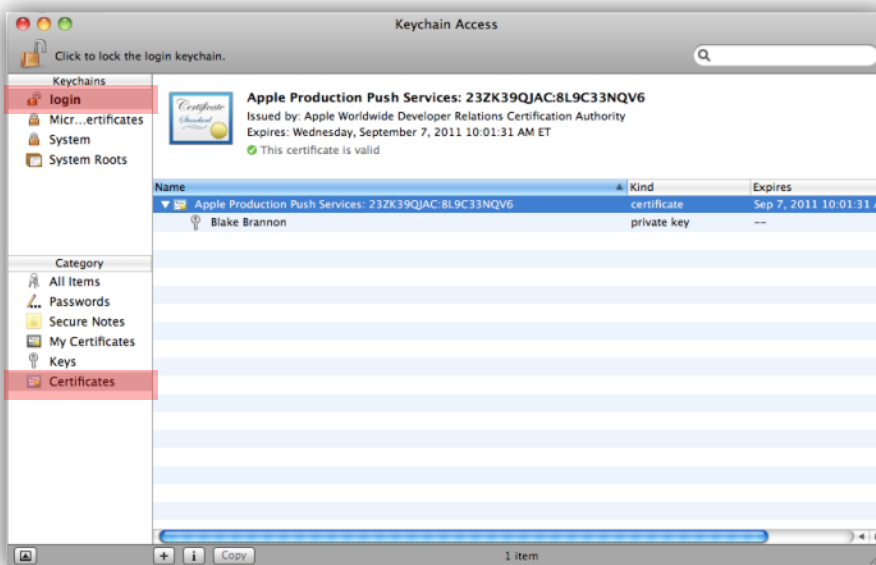 Keychain Access
Click to lock the login keychain.
Keychains
login
Micr...ertificates
System
System Roots
Certificate
Standard
Apple Production Push Services: 23ZK39QJAC:8L9C33NQV6
Issued by: Apple Worldwide Developer Relations Certification Authority
Expires: Wednesday, September 7, 2011 10:01:31 AM ET
This certificate is valid
Name Kind Expires
Apple Production Push Services: 23ZK39QJAC:8L9C33NQV6 certificate Sep 7, 2011 10:01:31 A
Blake Brannon private key --
Category
All Items
Passwords
Secure Notes
My Certificates
Keys
Certificates
+ i Copy 1 item